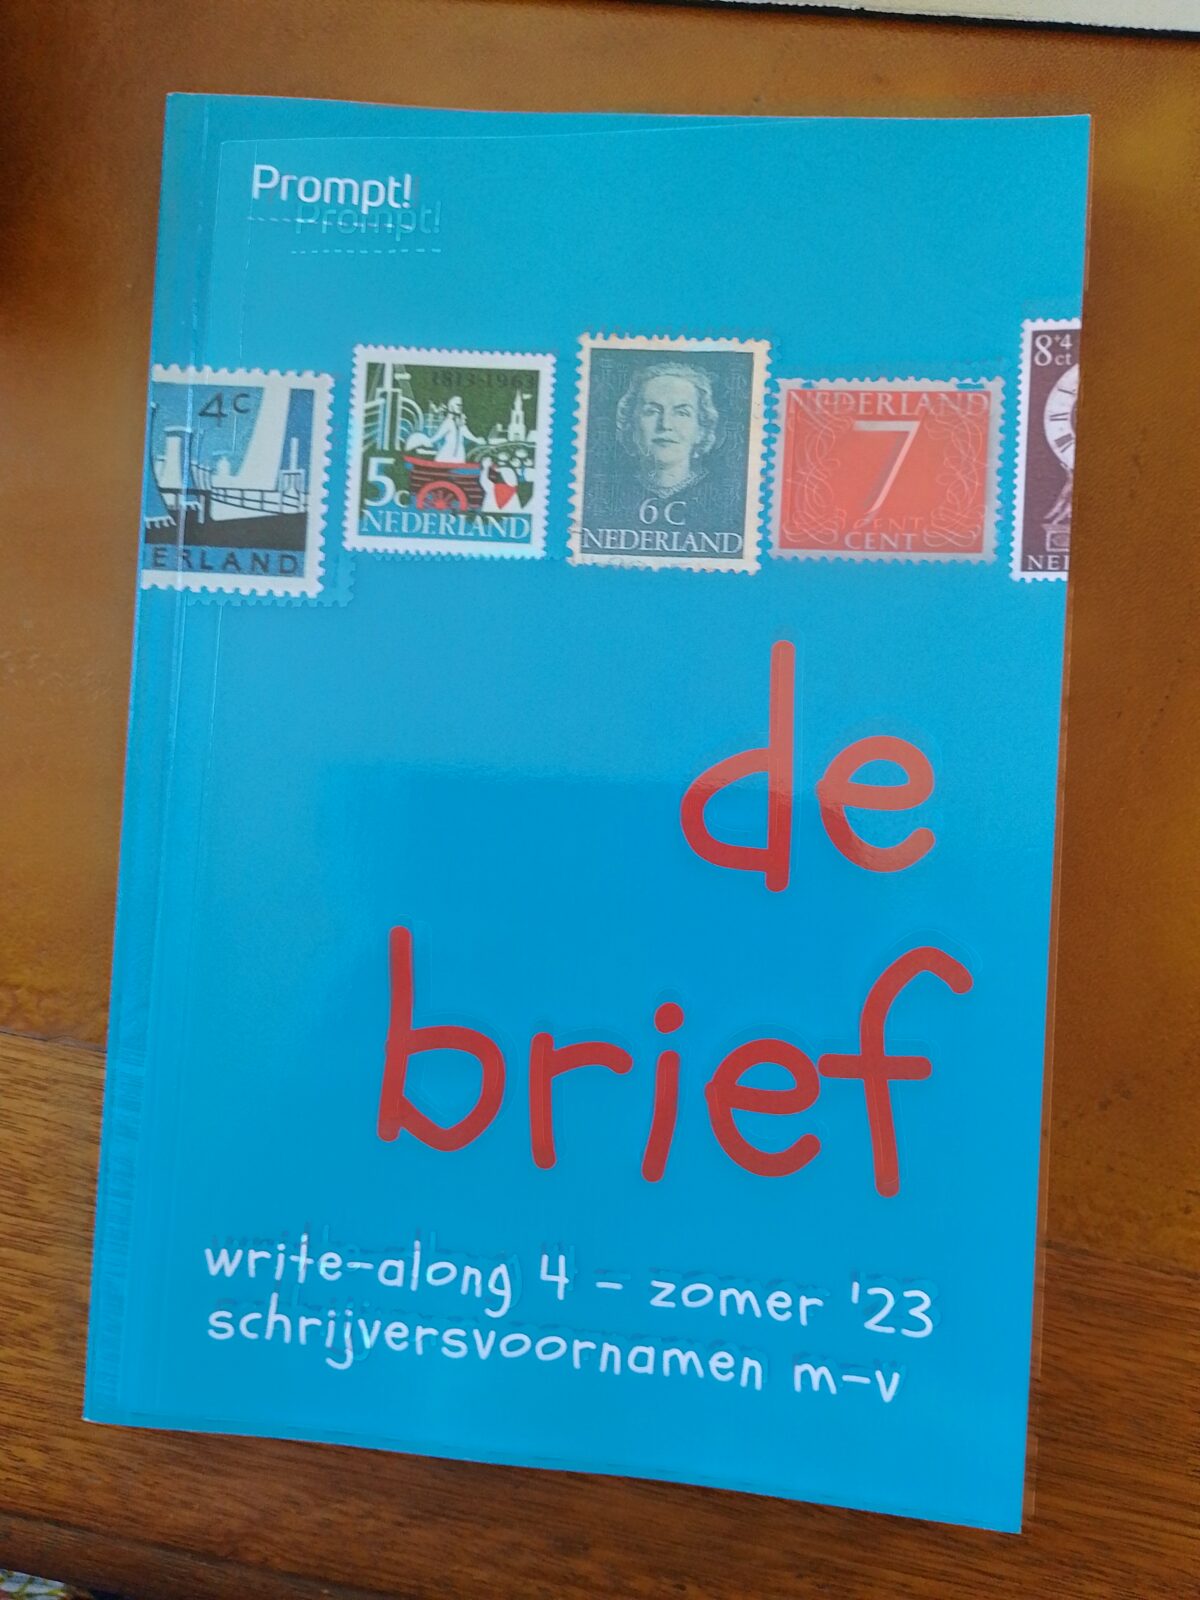 Prompt!
4c
ERLAND
1813-1963
5c
NEDERLAND
6C
NEDERLAND
NEDERLAND
7
CENT
8+4
ct
NE
de
brief
write-along 4 - zomer '23
schrijversvoornamen m-v